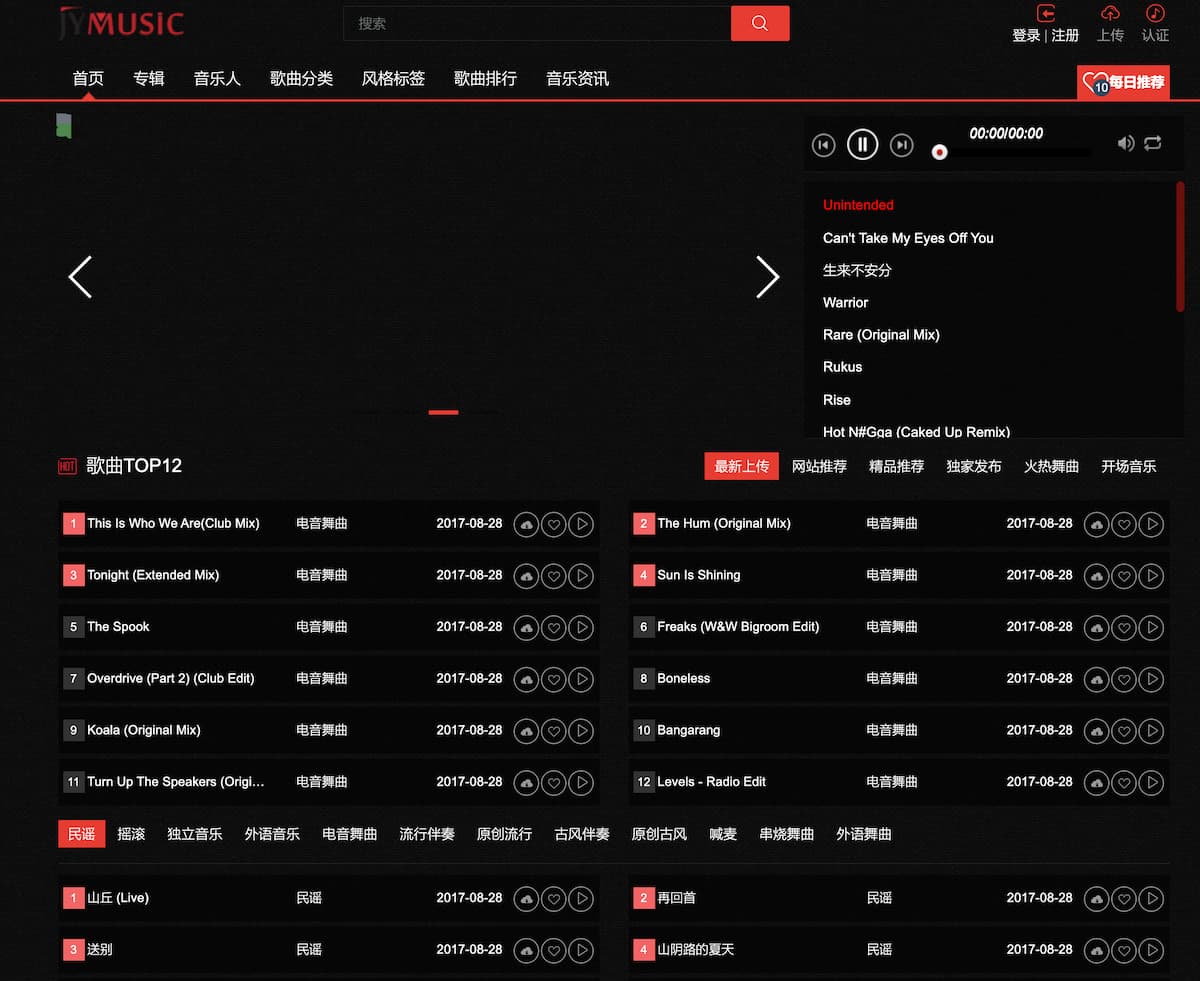 JYMUSIC
搜索
登录 | 注册 上传 认证
首页 专辑 音乐人 歌曲分类 风格标签 歌曲排行 音乐资讯
10 每日推荐
00:00/00:00
Unintended
Can't Take My Eyes Off You
生来不安分
Warrior
Rare (Original Mix)
Rukus
Rise
Hot N#Gga (Caked Up Remix)
HOT 歌曲TOP12
最新上传 网站推荐 精品推荐 独家发布 火热舞曲 开场音乐
1 This Is Who We Are(Club Mix) 电音舞曲 2017-08-28
2 The Hum (Original Mix) 电音舞曲 2017-08-28
3 Tonight (Extended Mix) 电音舞曲 2017-08-28
4 Sun Is Shining 电音舞曲 2017-08-28
5 The Spook 电音舞曲 2017-08-28
6 Freaks (W&W Bigroom Edit) 电音舞曲 2017-08-28
7 Overdrive (Part 2) (Club Edit) 电音舞曲 2017-08-28
8 Boneless 电音舞曲 2017-08-28
9 Koala (Original Mix) 电音舞曲 2017-08-28
10 Bangarang 电音舞曲 2017-08-28
11 Turn Up The Speakers (Origi... 电音舞曲 2017-08-28
12 Levels - Radio Edit 电音舞曲 2017-08-28
民谣 摇滚 独立音乐 外语音乐 电音舞曲 流行伴奏 原创流行 古风伴奏 原创古风 喊麦 串烧舞曲 外语舞曲
1 山丘 (Live) 民谣 2017-08-28
2 再回首 民谣 2017-08-28
3 送别 民谣 2017-08-28
4 山阴路的夏天 民谣 2017-08-28